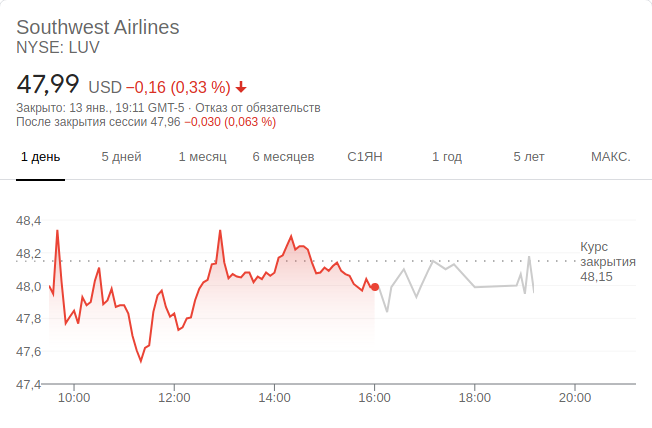 Southwest Airlines
NYSE: LUV
47,99 USD −0,16 (0,33 %)
Закрыто: 13 янв., 19:11 GMT-5 · Отказ от обязательств
После закрытия сессии 47,96 −0,030 (0,063 %)
1 день 5 дней 1 месяц 6 месяцев С1ЯН 1 год 5 лет МАКС.
48,4
48,2
48,0
47,8
47,6
47,4
Курс
закрытия
48,15
10:00 12:00 14:00 16:00 18:00 20:00